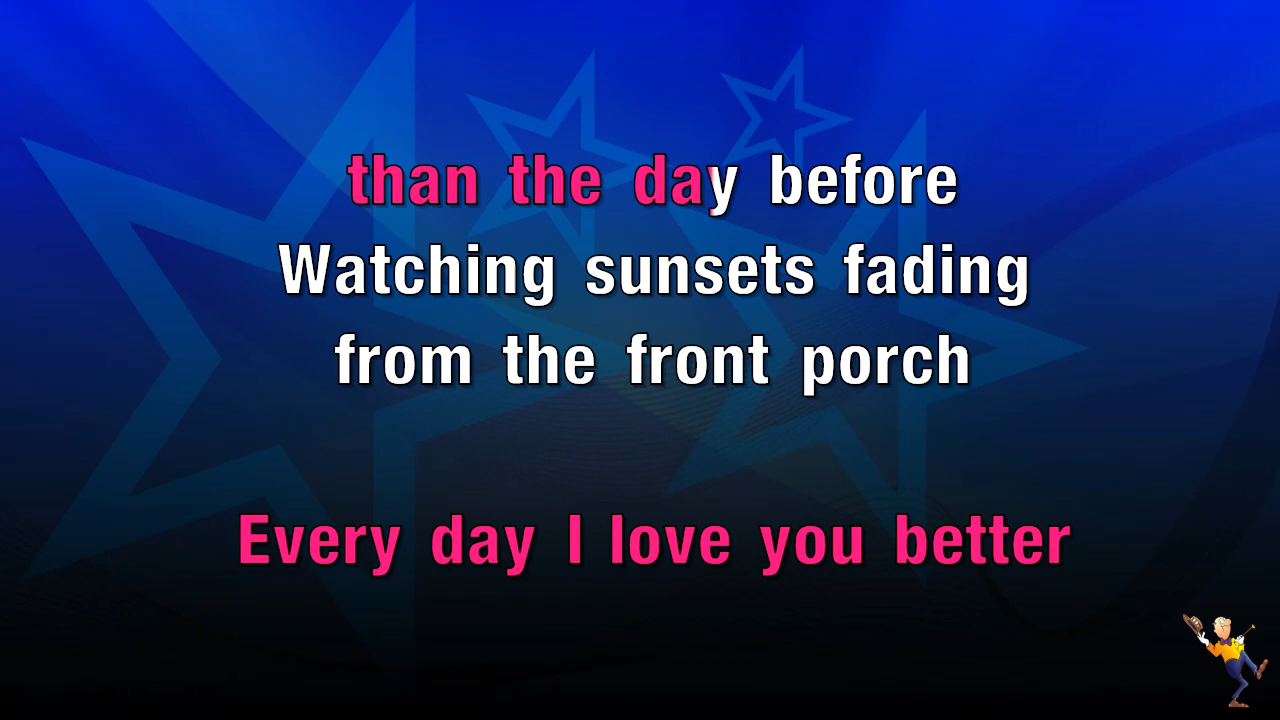 than the day before
Watching sunsets fading
from the front porch
Every day I love you better